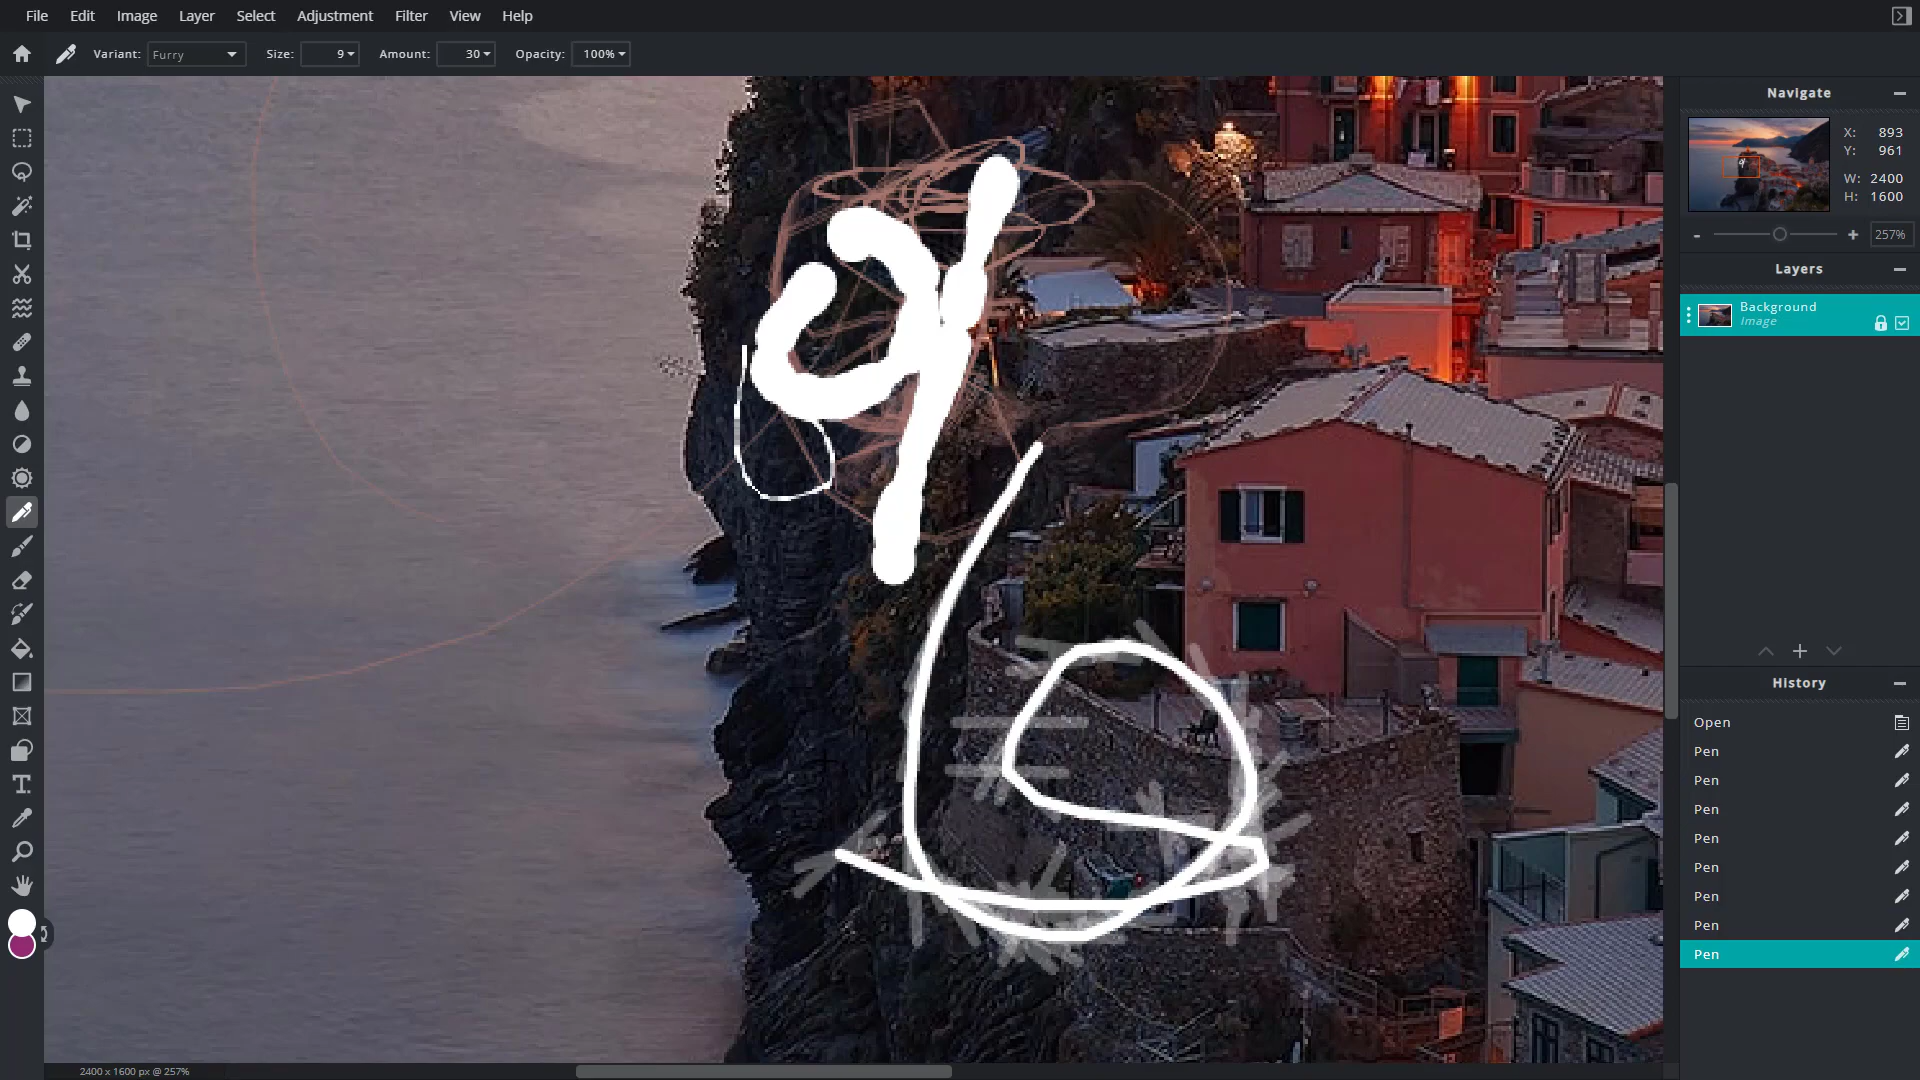 File Edit Image Layer Select Adjustment Filter View Help
Variant: Furry Size: 9 Amount: 30 Opacity: 100%
Navigate
X: 893
Y: 961
W: 2400
H: 1600
257%
Layers
Background
Image
History
Open
Pen
Pen
Pen
Pen
Pen
Pen
Pen
Pen
2400 x 1600 px @ 257%